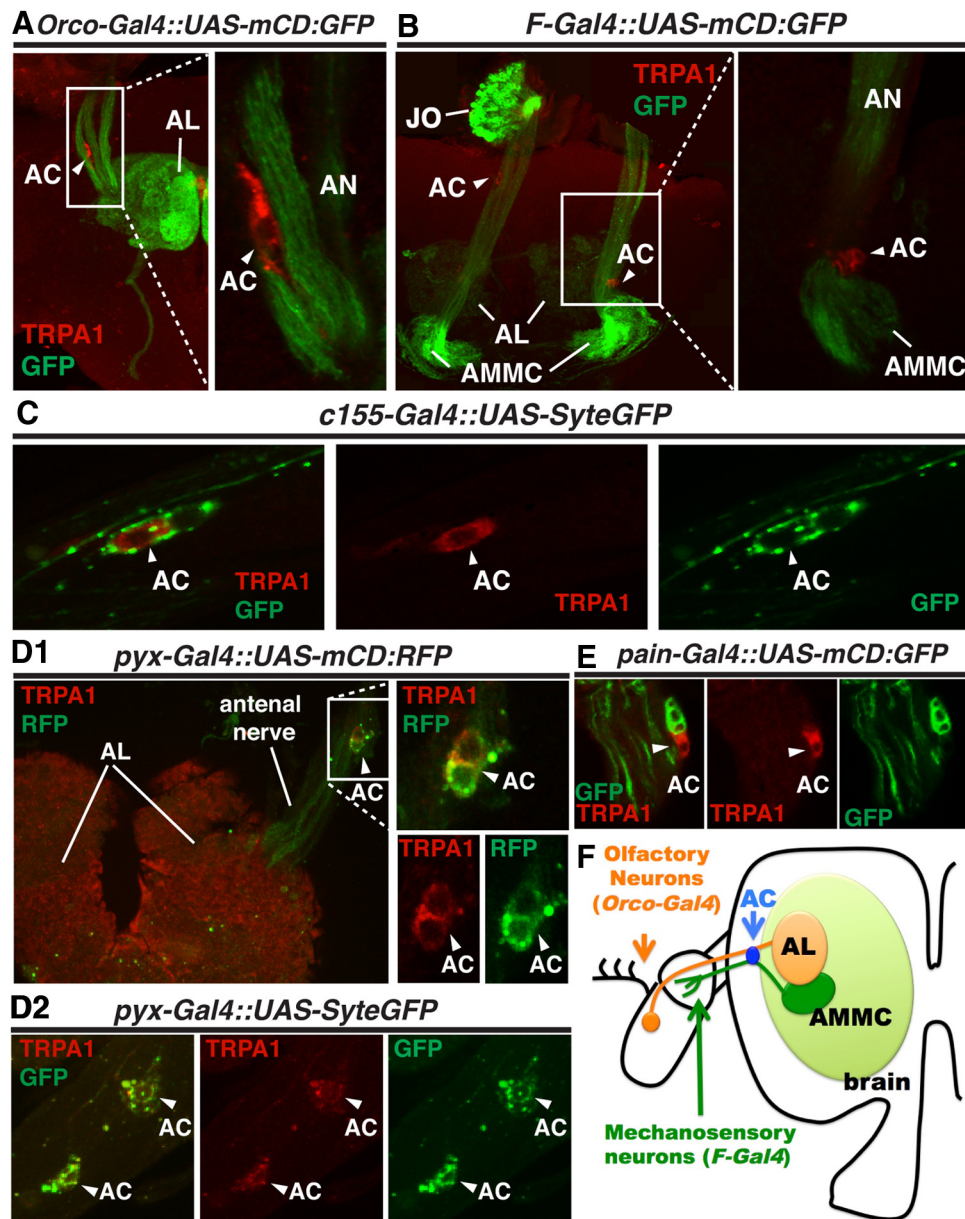 A Orco-Gal4::UAS-mCD:GFP
AL
AC
TRPA1
GFP
AN
AC
B F-Gal4::UAS-mCD:GFP
TRPA1
GFP
JO
AC
AC
AL
AMMC
AN
AC
AMMC
C c155-Gal4::UAS-SyteGFP
AC
TRPA1
GFP
AC
TRPA1
AC
GFP
D1 pyx-Gal4::UAS-mCD:RFP
TRPA1
RFP
antenal
nerve
AL
AC
TRPA1
RFP
AC
TRPA1
AC
RFP
AC
E pain-Gal4::UAS-mCD:GFP
AC
GFP
TRPA1
AC
TRPA1
GFP
D2 pyx-Gal4::UAS-SyteGFP
TRPA1
GFP
AC
AC
TRPA1
AC
AC
GFP
AC
AC
F
Olfactory
Neurons
(Orco-Gal4)
AC
AL
AMMC
brain
Mechanosensory
neurons (F-Gal4)